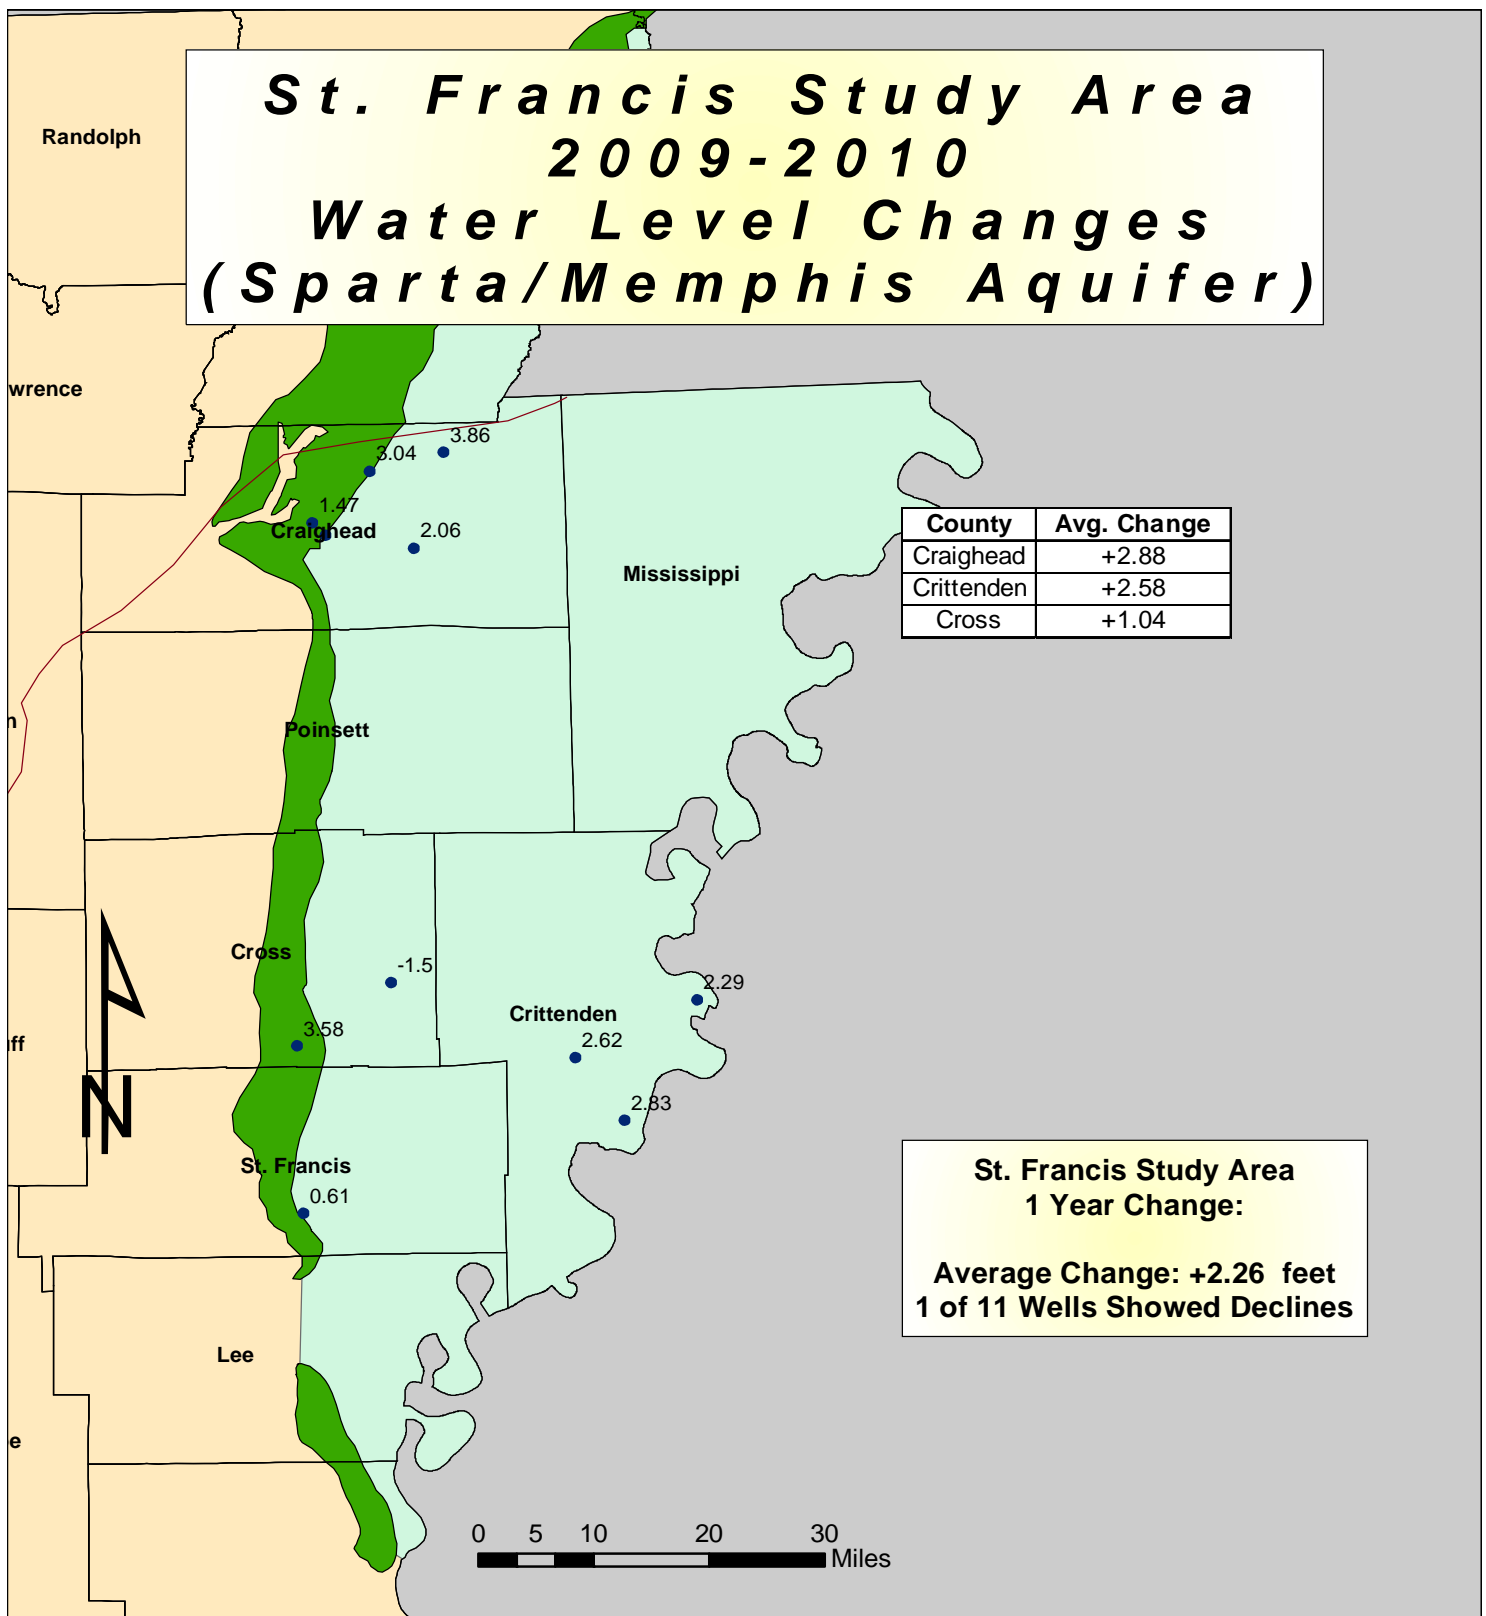 St. Francis Study Area
2009-2010
Water Level Changes
(Sparta/Memphis Aquifer)
Randolph
wrence
3.86
3.04
1.47
Craighead
2.06
Mississippi
County Avg. Change
Craighead +2.88
Crittenden +2.58
Cross +1.04
n
Poinsett
Cross
-1.5
2.29
Crittenden
3.58
2.62
iff
N
2.83
St. Francis
0.61
St. Francis Study Area
1 Year Change:
Average Change: +2.26 feet
1 of 11 Wells Showed Declines
Lee
e
0 5 10 20 30
Miles